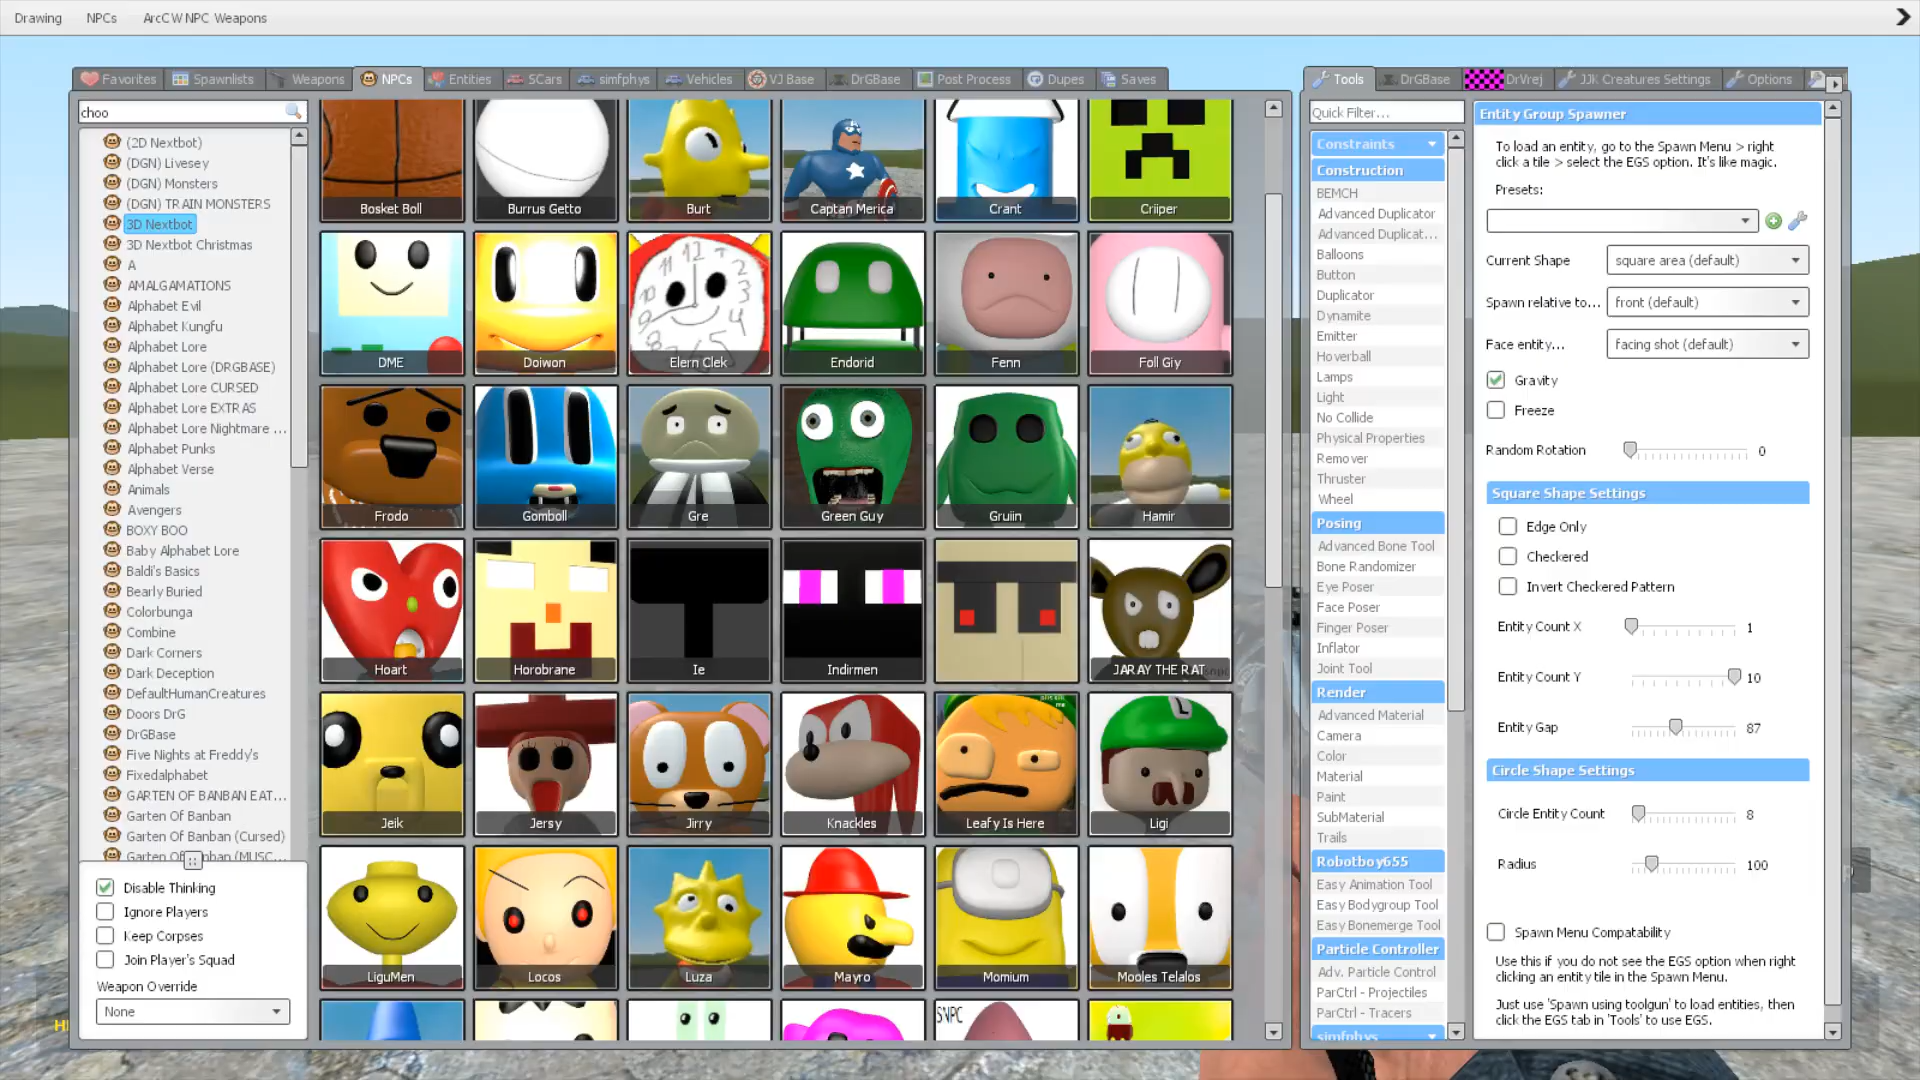 Drawing NPCs ArcCW NPC Weapons
Favorites Spawnlists Weapons NPCs Entities SCars simfphys Vehicles VJ Base DrGBase Post Process Dupes Saves
choo
(2D Nextbot)
(DGN) Livesey
(DGN) Monsters
(DGN) TRAIN MONSTERS
3D Nextbot
3D Nextbot Christmas
A
AMALGAMATIONS
Alphabet Evil
Alphabet Kungfu
Alphabet Lore
Alphabet Lore (DRGBASE)
Alphabet Lore CURSED
Alphabet Lore EXTRAS
Alphabet Lore Nightmare ...
Alphabet Punks
Alphabet Verse
Animals
Avengers
BOXY BOO
Baby Alphabet Lore
Baldi's Basics
Bearly Buried
Colorbunga
Combine
Dark Corners
Dark Deception
DefaultHumanCreatures
Doors DrG
DrGBase
Five Nights at Freddy's
Fixedalphabet
GARTEN OF BANBAN EAT...
Garten Of Banban
Garten Of Banban (Cursed)
Disable Thinking
Ignore Players
Keep Corpses
Join Player's Squad
Weapon Override
None
Bosket Boll Burrus Getto Burt Captan Merica Crant Criiper
DME Doiwon Elern Clek Endorid Fenn Foll Giy
Frodo Gomboll Gre Green Guy Gruiin Hamir
Hoart Horobrane Ie Indirmen JARAY THE RAT
Jeik Jersy Jirry Knackles Leafy Is Here Ligi
LiguMen Locos Luza Mayro Momium Mooles Telalos
SNPC
Tools DrGBase DrVrej JJK Creatures Settings Options
Quick Filter...
Constraints
Construction
BEMCH
Advanced Duplicator
Advanced Duplicat...
Balloons
Button
Duplicator
Dynamite
Emitter
Hoverball
Lamps
Light
No Collide
Physical Properties
Remover
Thruster
Wheel
Posing
Advanced Bone Tool
Bone Randomizer
Eye Poser
Face Poser
Finger Poser
Inflator
Joint Tool
Render
Advanced Material
Camera
Color
Material
Paint
SubMaterial
Trails
Robotboy655
Easy Animation Tool
Easy Bodygroup Tool
Easy Bonemerge Tool
Particle Controller
Adv. Particle Control
ParCtrl - Projectiles
ParCtrl - Tracers
simfphys
Entity Group Spawner
To load an entity, go to the Spawn Menu > right
click a tile > select the EGS option. It's like magic.
Presets:
Current Shape square area (default)
Spawn relative to... front (default)
Face entity... facing shot (default)
Gravity
Freeze
Random Rotation 0
Square Shape Settings
Edge Only
Checkered
Invert Checkered Pattern
Entity Count X 1
Entity Count Y 10
Entity Gap 87
Circle Shape Settings
Circle Entity Count 8
Radius 100
Spawn Menu Compatability
Use this if you do not see the EGS option when right
clicking an entity tile in the Spawn Menu.
Just use 'Spawn using toolgun' to load entities, then
click the EGS tab in 'Tools' to use EGS.